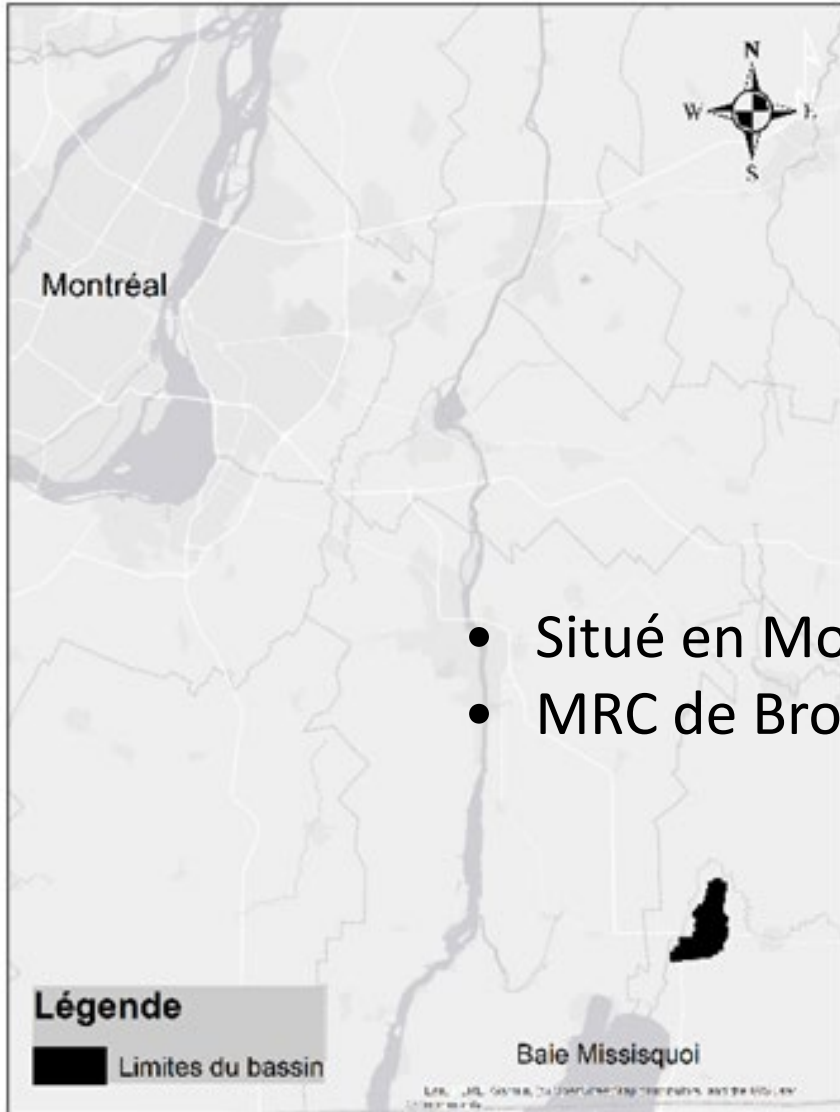 N
W E
S
Montréal
• Situé en Mo
• MRC de Bro
Légende
Limites du bassin
Baie Missisquoi